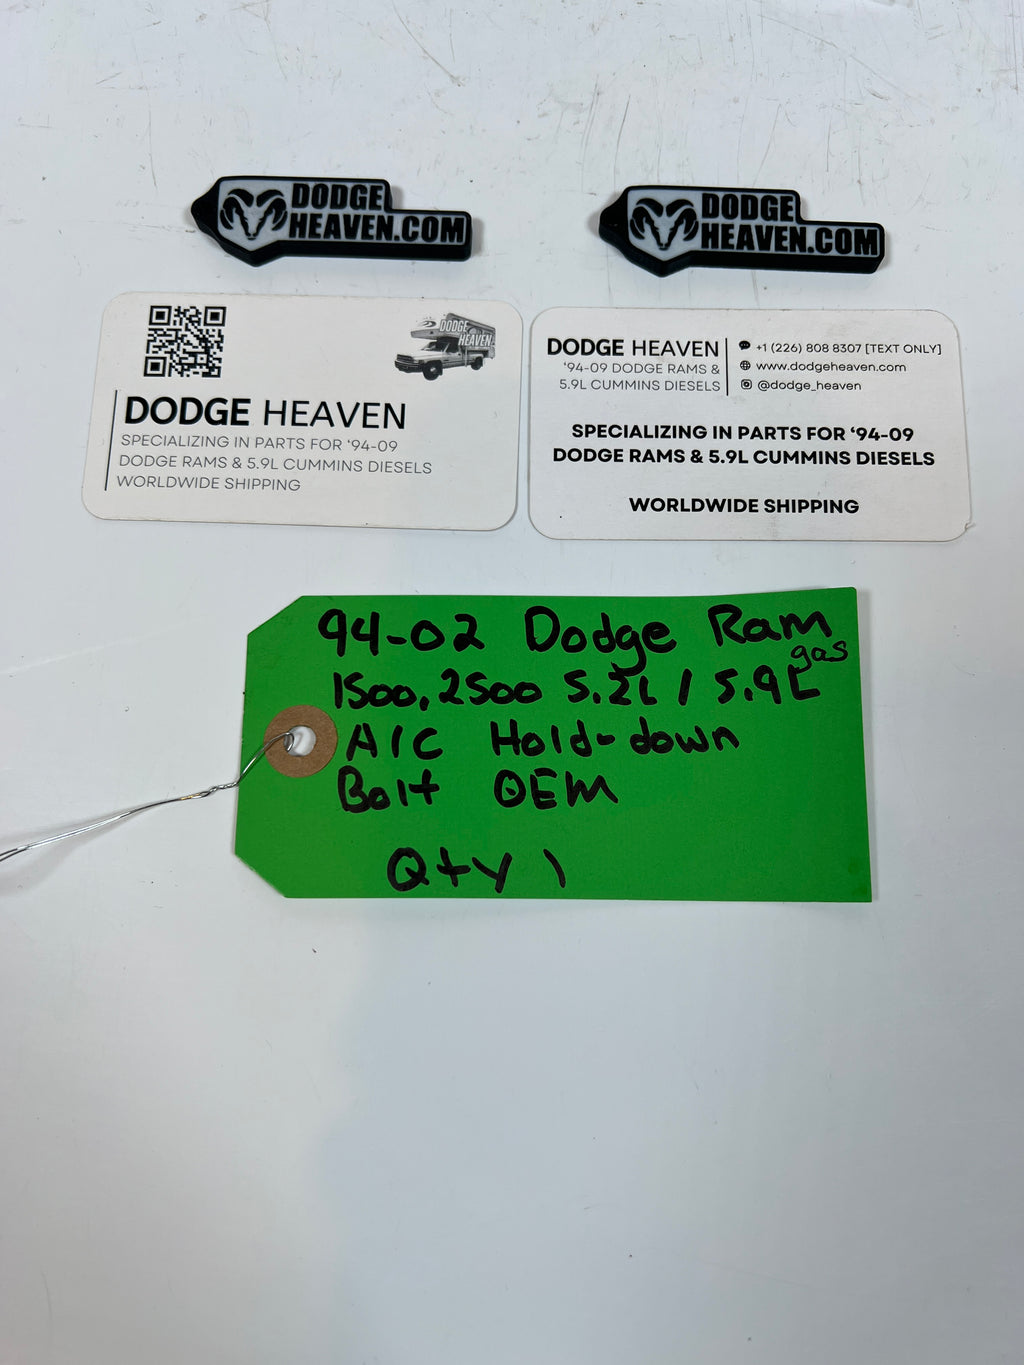 DODGE
HEAVEN.COM
DODGE
HEAVEN.COM
DODGE
HEAVEN
DODGE HEAVEN
SPECIALIZING IN PARTS FOR ‘94-09
DODGE RAMS & 5.9L CUMMINS DIESELS
WORLDWIDE SHIPPING
DODGE HEAVEN
‘94-09 DODGE RAMS &
5.9L CUMMINS DIESELS
+1 (226) 808 8307 [TEXT ONLY]
www.dodgeheaven.com
@dodge_heaven
SPECIALIZING IN PARTS FOR ‘94-09
DODGE RAMS & 5.9L CUMMINS DIESELS
WORLDWIDE SHIPPING
94-02 Dodge Ram
gas
1500, 2500 5.2L / 5.9L
A/C Hold-down
Bolt OEM
Qty 1